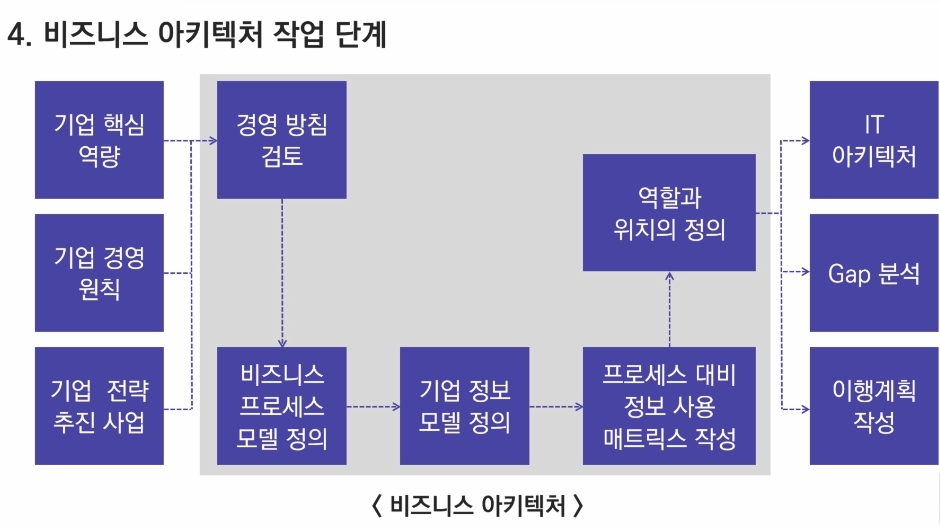 4. 비즈니스 아키텍처 작업 단계
기업 핵심
역량
기업 경영
원칙
기업 전략
추진 사업
경영 방침
검토
비즈니스
프로세스
모델 정의
기업 정보
모델 정의
프로세스 대비
정보 사용
매트릭스 작성
역할과
위치의 정의
IT
아키텍처
Gap 분석
이행계획
작성
< 비즈니스 아키텍처 >